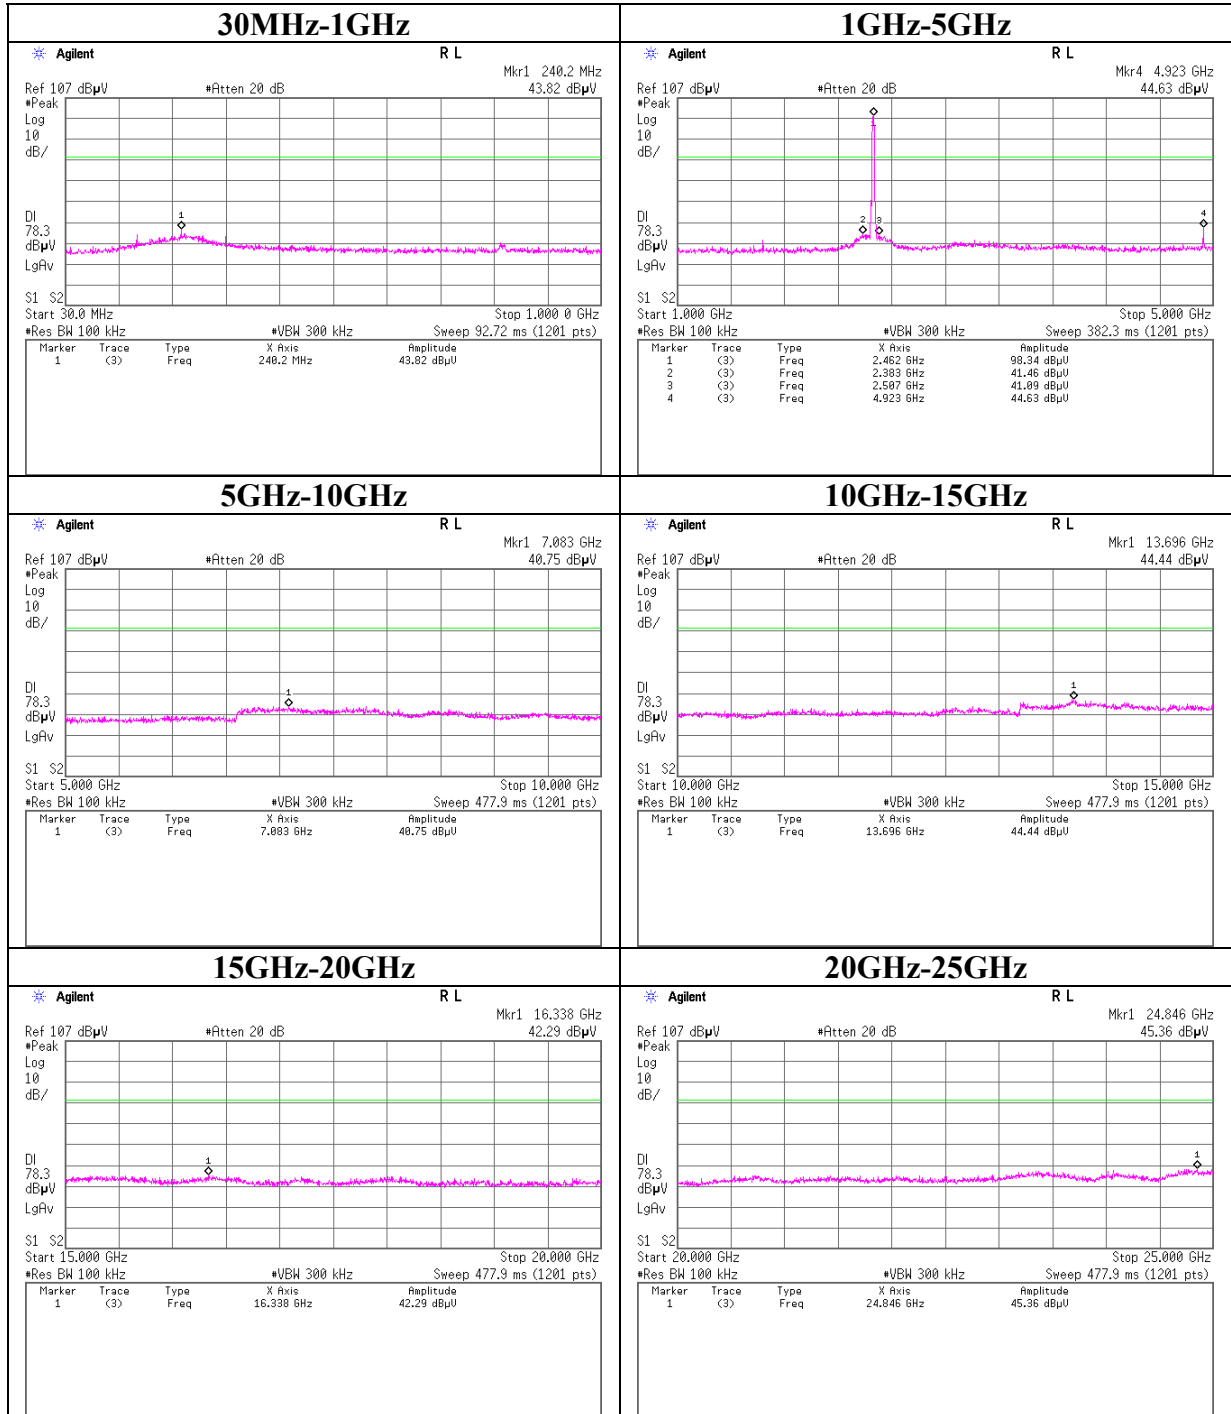 30MHz-1GHz
Agilent R L
Mkr1 240.2 MHz
Ref 107 dBµV #Atten 20 dB 43.82 dBµV
#Peak
Log
10
dB/
1
DI
78.3
dBµV
LgAv
S1 S2
Start 30.0 MHz Stop 1.000 0 GHz
#Res BW 100 kHz #VBW 300 kHz Sweep 92.72 ms (1201 pts)
Marker Trace Type X Axis Amplitude
1 (3) Freq 240.2 MHz 43.82 dBµV
1GHz-5GHz
Agilent R L
Mkr4 4.923 GHz
Ref 107 dBµV #Atten 20 dB 44.63 dBµV
#Peak
Log
10
dB/
1
DI
78.3
dBµV
LgAv
2 3 4
S1 S2
Start 1.000 GHz Stop 5.000 GHz
#Res BW 100 kHz #VBW 300 kHz Sweep 382.3 ms (1201 pts)
Marker Trace Type X Axis Amplitude
1 (3) Freq 2.462 GHz 98.34 dBµV
2 (3) Freq 2.383 GHz 41.46 dBµV
3 (3) Freq 2.507 GHz 41.09 dBµV
4 (3) Freq 4.923 GHz 44.63 dBµV
5GHz-10GHz
Agilent R L
Mkr1 7.083 GHz
Ref 107 dBµV #Atten 20 dB 40.75 dBµV
#Peak
Log
10
dB/
1
DI
78.3
dBµV
LgAv
S1 S2
Start 5.000 GHz Stop 10.000 GHz
#Res BW 100 kHz #VBW 300 kHz Sweep 477.9 ms (1201 pts)
Marker Trace Type X Axis Amplitude
1 (3) Freq 7.083 GHz 40.75 dBµV
10GHz-15GHz
Agilent R L
Mkr1 13.696 GHz
Ref 107 dBµV #Atten 20 dB 44.44 dBµV
#Peak
Log
10
dB/
1
DI
78.3
dBµV
LgAv
S1 S2
Start 10.000 GHz Stop 15.000 GHz
#Res BW 100 kHz #VBW 300 kHz Sweep 477.9 ms (1201 pts)
Marker Trace Type X Axis Amplitude
1 (3) Freq 13.696 GHz 44.44 dBµV
15GHz-20GHz
Agilent R L
Mkr1 16.338 GHz
Ref 107 dBµV #Atten 20 dB 42.29 dBµV
#Peak
Log
10
dB/
1
DI
78.3
dBµV
LgAv
S1 S2
Start 15.000 GHz Stop 20.000 GHz
#Res BW 100 kHz #VBW 300 kHz Sweep 477.9 ms (1201 pts)
Marker Trace Type X Axis Amplitude
1 (3) Freq 16.338 GHz 42.29 dBµV
20GHz-25GHz
Agilent R L
Mkr1 24.846 GHz
Ref 107 dBµV #Atten 20 dB 45.36 dBµV
#Peak
Log
10
dB/
1
DI
78.3
dBµV
LgAv
S1 S2
Start 20.000 GHz Stop 25.000 GHz
#Res BW 100 kHz #VBW 300 kHz Sweep 477.9 ms (1201 pts)
Marker Trace Type X Axis Amplitude
1 (3) Freq 24.846 GHz 45.36 dBµV